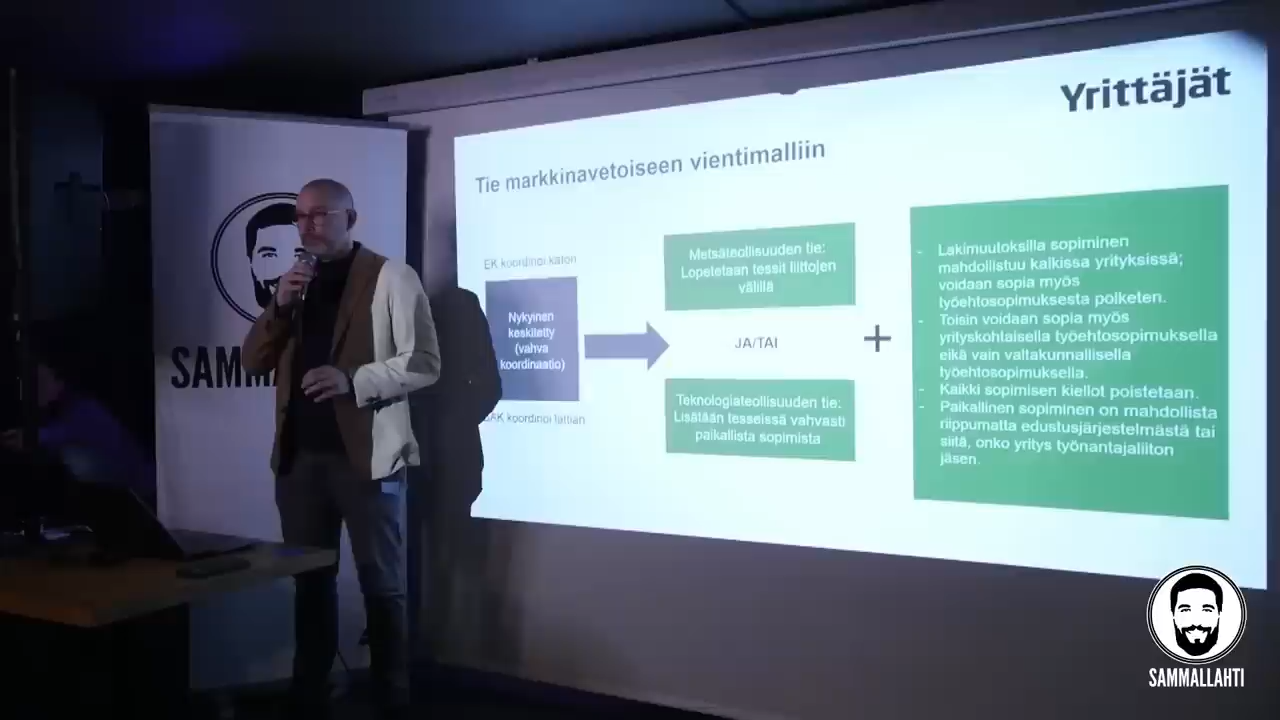 Yrittäjät
Tie markkinavetoiseen vientimalliin
EK koordinoi katon
Nykyinen
keskitetty
(vahva
koordinaatio)
koordinoi lattian
Metsäteollisuuden tie:
Lopetetaan tessit liittojen
välillä
JA/TAI
Teknologiateollisuuden tie:
Lisätään tesseissä vahvasti
paikallista sopimista
+
- Lakimuutoksilla sopiminen
mahdollistuu kaikissa yrityksissä;
voidaan sopia myös
työehtosopimuksesta poiketen.
- Toisin voidaan sopia myös
yrityskohtaisella työehtosopimuksella
eikä vain valtakunnallisella
työehtosopimuksella.
- Kaikki sopimisen kiellot poistetaan.
- Paikallinen sopiminen on mahdollista
riippumatta edustusjärjestelmästä tai
siitä, onko yritys työnantajaliiton
jäsen.
SAMM
SAMMALLAHTI